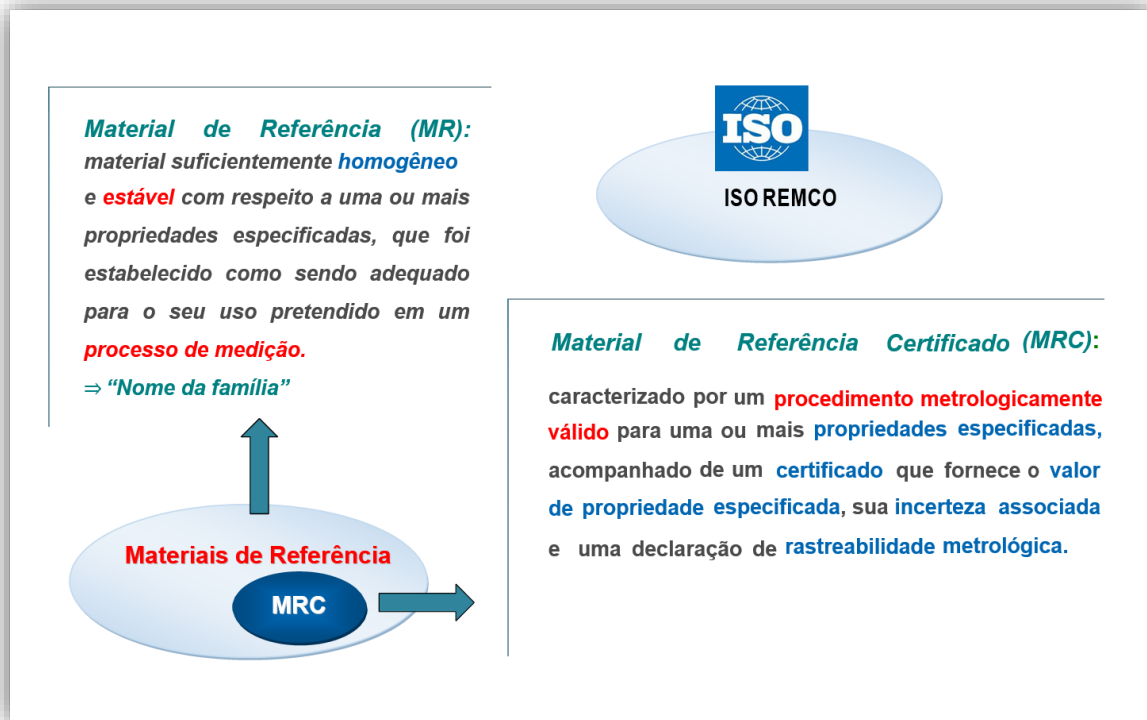 Material de Referência (MR):
material suficientemente homogêneo
e estável com respeito a uma ou mais
propriedades especificadas, que foi
estabelecido como sendo adequado
para o seu uso pretendido em um
processo de medição.
⇒ “Nome da família”
ISO
ISO REMCO
Material de Referência Certificado (MRC):
caracterizado por um procedimento metrologicamente
válido para uma ou mais propriedades especificadas,
acompanhado de um certificado que fornece o valor
de propriedade especificada, sua incerteza associada
e uma declaração de rastreabilidade metrológica.
Materiais de Referência
MRC